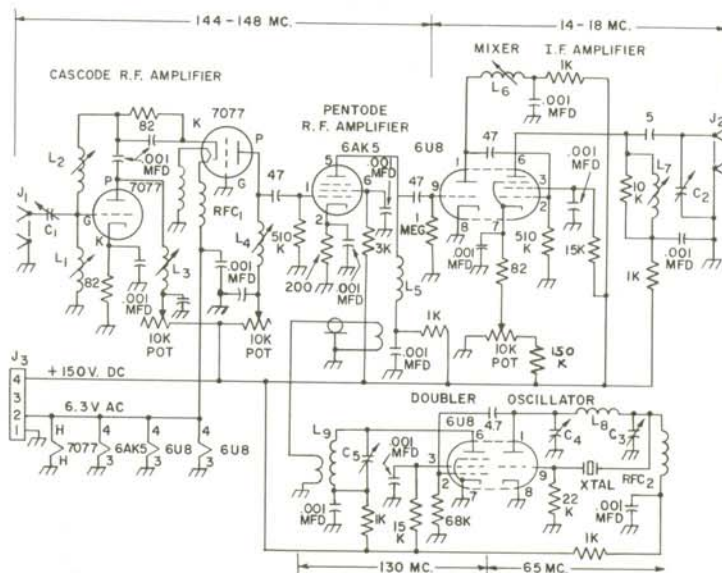 144-148 MC.
14-18 MC.
MIXER
I.F. AMPLIFIER
1K
CASCODE R.F. AMPLIFIER
L6
.001
MFD
J2
82
K
7077
P
PENTODE
R.F. AMPLIFIER
6AK5
6U8
47
5
L2
.001
MFD
G
5
.001
MFD
1
6
L7
C2
J1
P
7077
47
6
47
9
3
2
10
K
C1
G
RFC1
L4
510
K
2
1
MEG
8
7
.001
MFD
510
K
15K
.001
MFD
L1
K
L3
3K
82
.001
MFD
200
.001
MFD
L5
.001
MFD
82
1K
.001
MFD
10K
POT
10K
POT
1K
10K
POT
130
K
.001
MFD
J3
4
3
2
1
+150V. DC
6.3V AC
DOUBLER
OSCILLATOR
6U8
4.7
L8
C3
C4
H
4
4
4
7077
6AK5
6U8
6U8
H
3
3
3
L9
C5
.001
MFD
6
1
3
2
9
7
8
XTAL
RFC2
22
K
.001
MFD
.001
MFD
1K
15
K
68K
1K
130 MC.
65 MC.